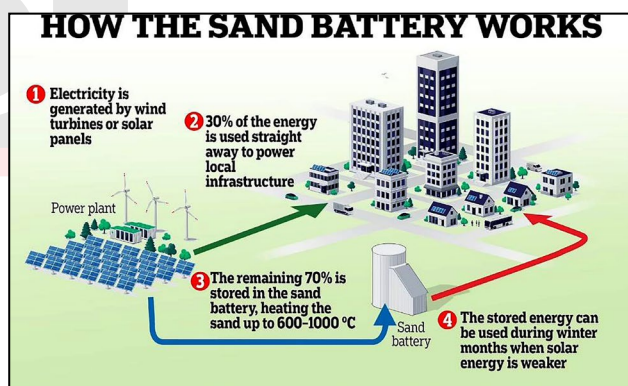 HOW THE SAND BATTERY WORKS
1 Electricity is
generated by wind
turbines or solar
panels
2 30% of the energy
is used straight
away to power
local
infrastructure
Power plant
3 The remaining 70% is
stored in the sand
battery, heating the
sand up to 600-1000 ºC
Sand
battery
4 The stored energy can
be used during winter
months when solar
energy is weaker